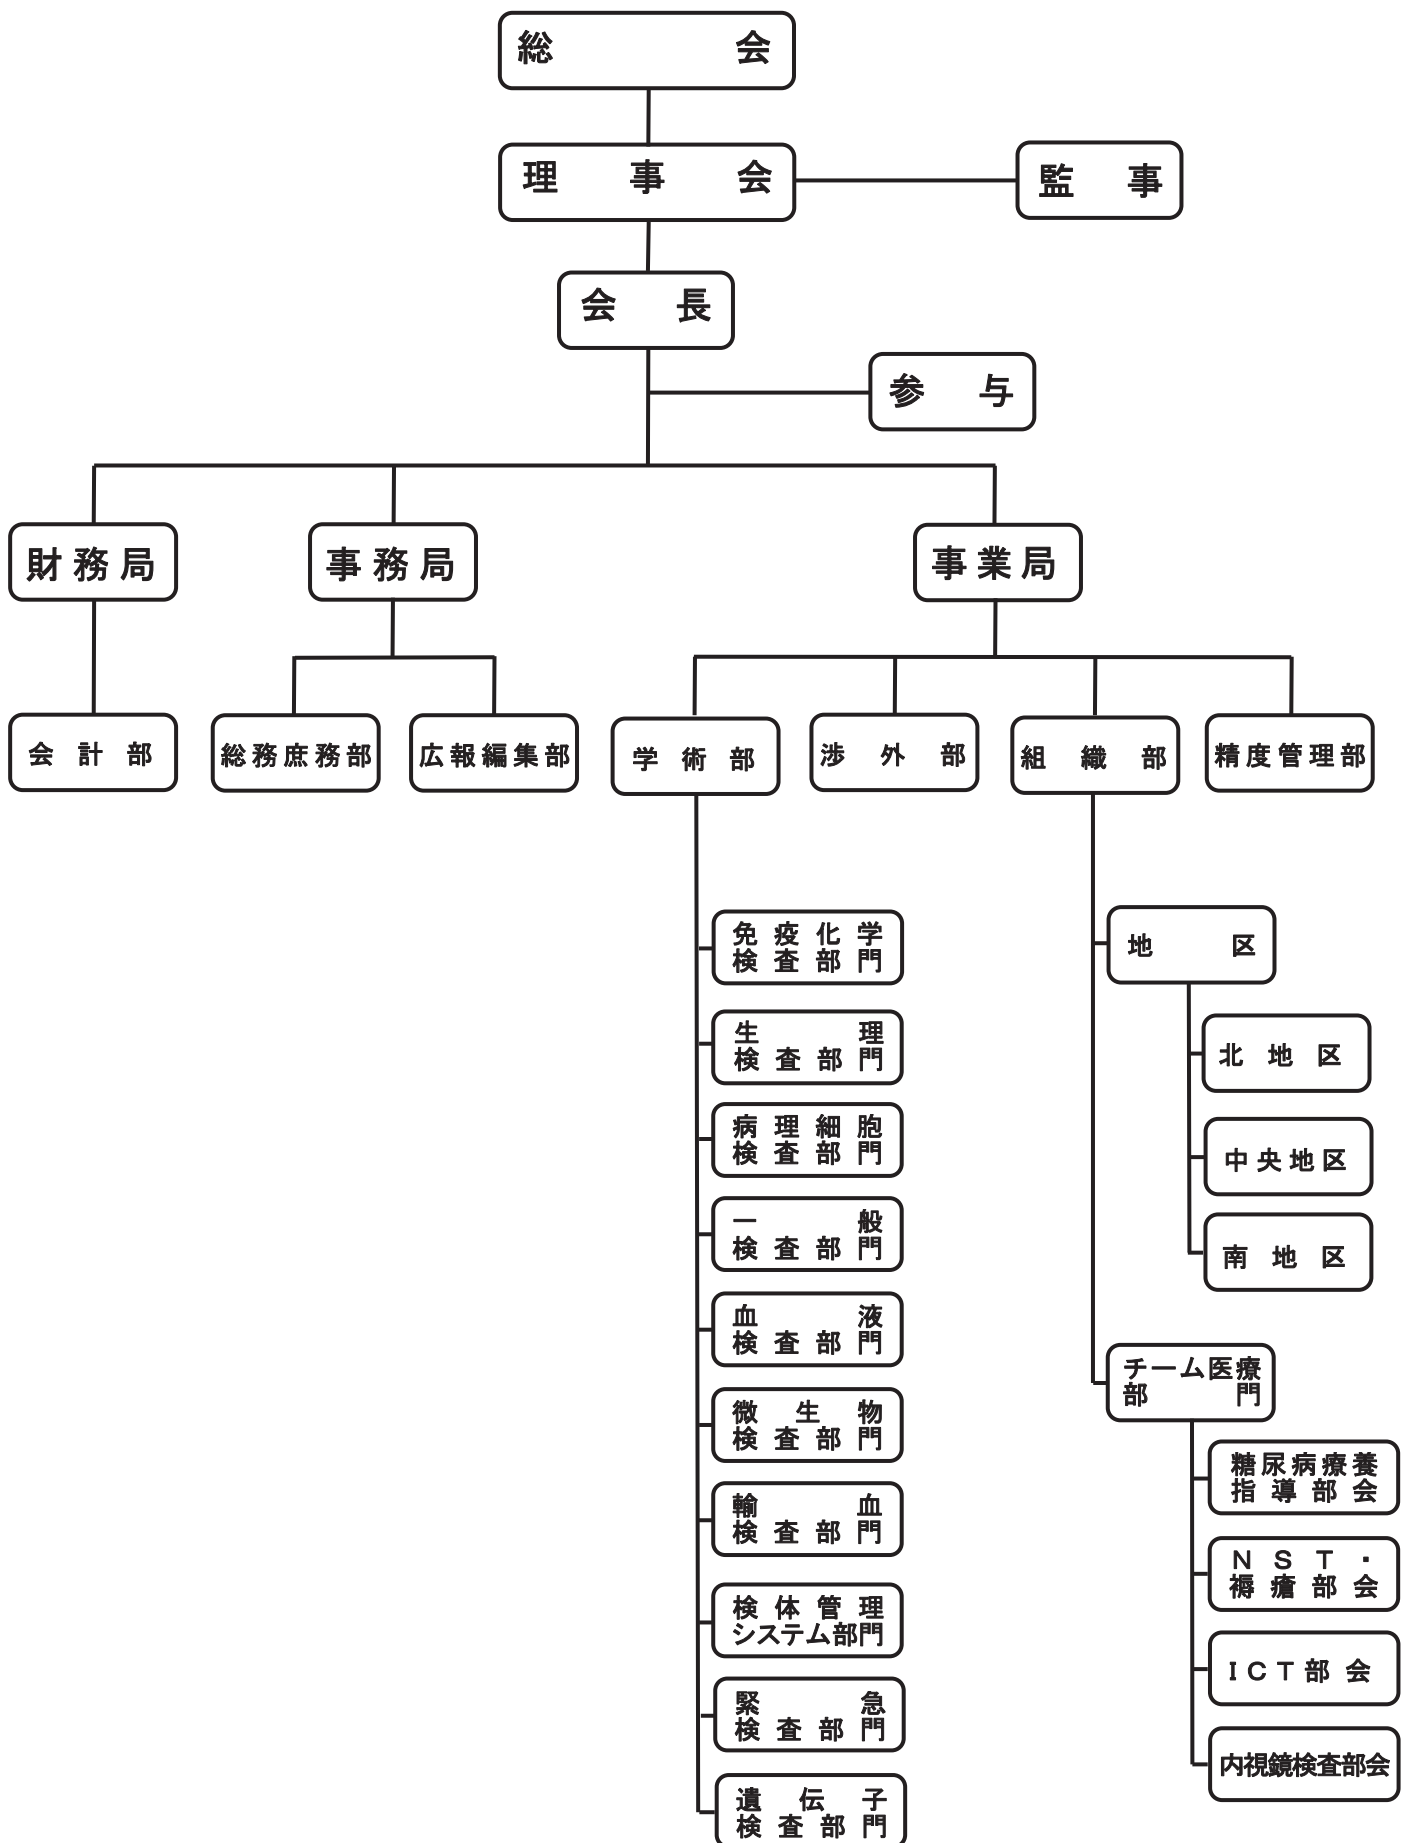 総会
理事会
監事
会長
参与
財務局
事務局
事業局
会計部
総務庶務部
広報編集部
学術部
渉外部
組織部
精度管理部
免疫化学
検査部門
生理
検査部門
病理細胞
検査部門
一般
検査部門
血液
検査部門
微生物
検査部門
輸血
検査部門
検体管理
システム部門
緊急
検査部門
遺伝子
検査部門
地区
北地区
中央地区
南地区
チーム医療
部門
糖尿病療養
指導部会
NST・
褥瘡部会
ICT部会
内視鏡検査部会